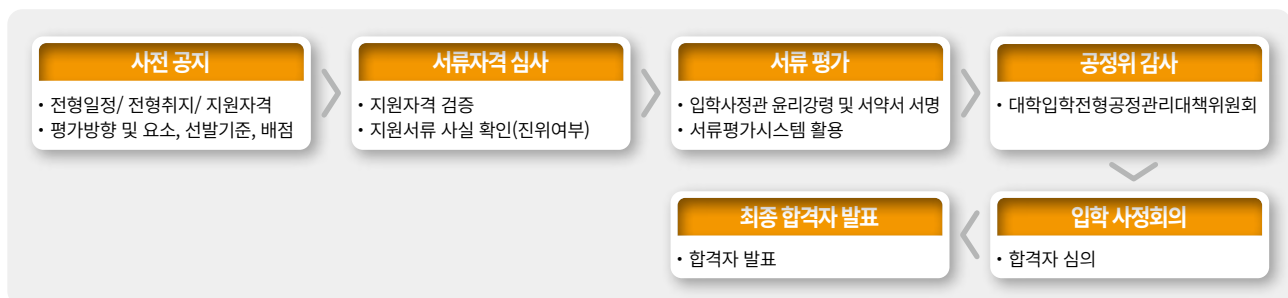 사전 공지
• 전형일정/ 전형취지/ 지원자격
• 평가방향 및 요소, 선발기준, 배점
서류자격 심사
• 지원자격 검증
• 지원서류 사실 확인(진위여부)
서류 평가
• 입학사정관 윤리강령 및 서약서 서명
• 서류평가시스템 활용
공정위 감사
• 대학입학전형공정관리대책위원회
입학 사정회의
• 합격자 심의
최종 합격자 발표
• 합격자 발표